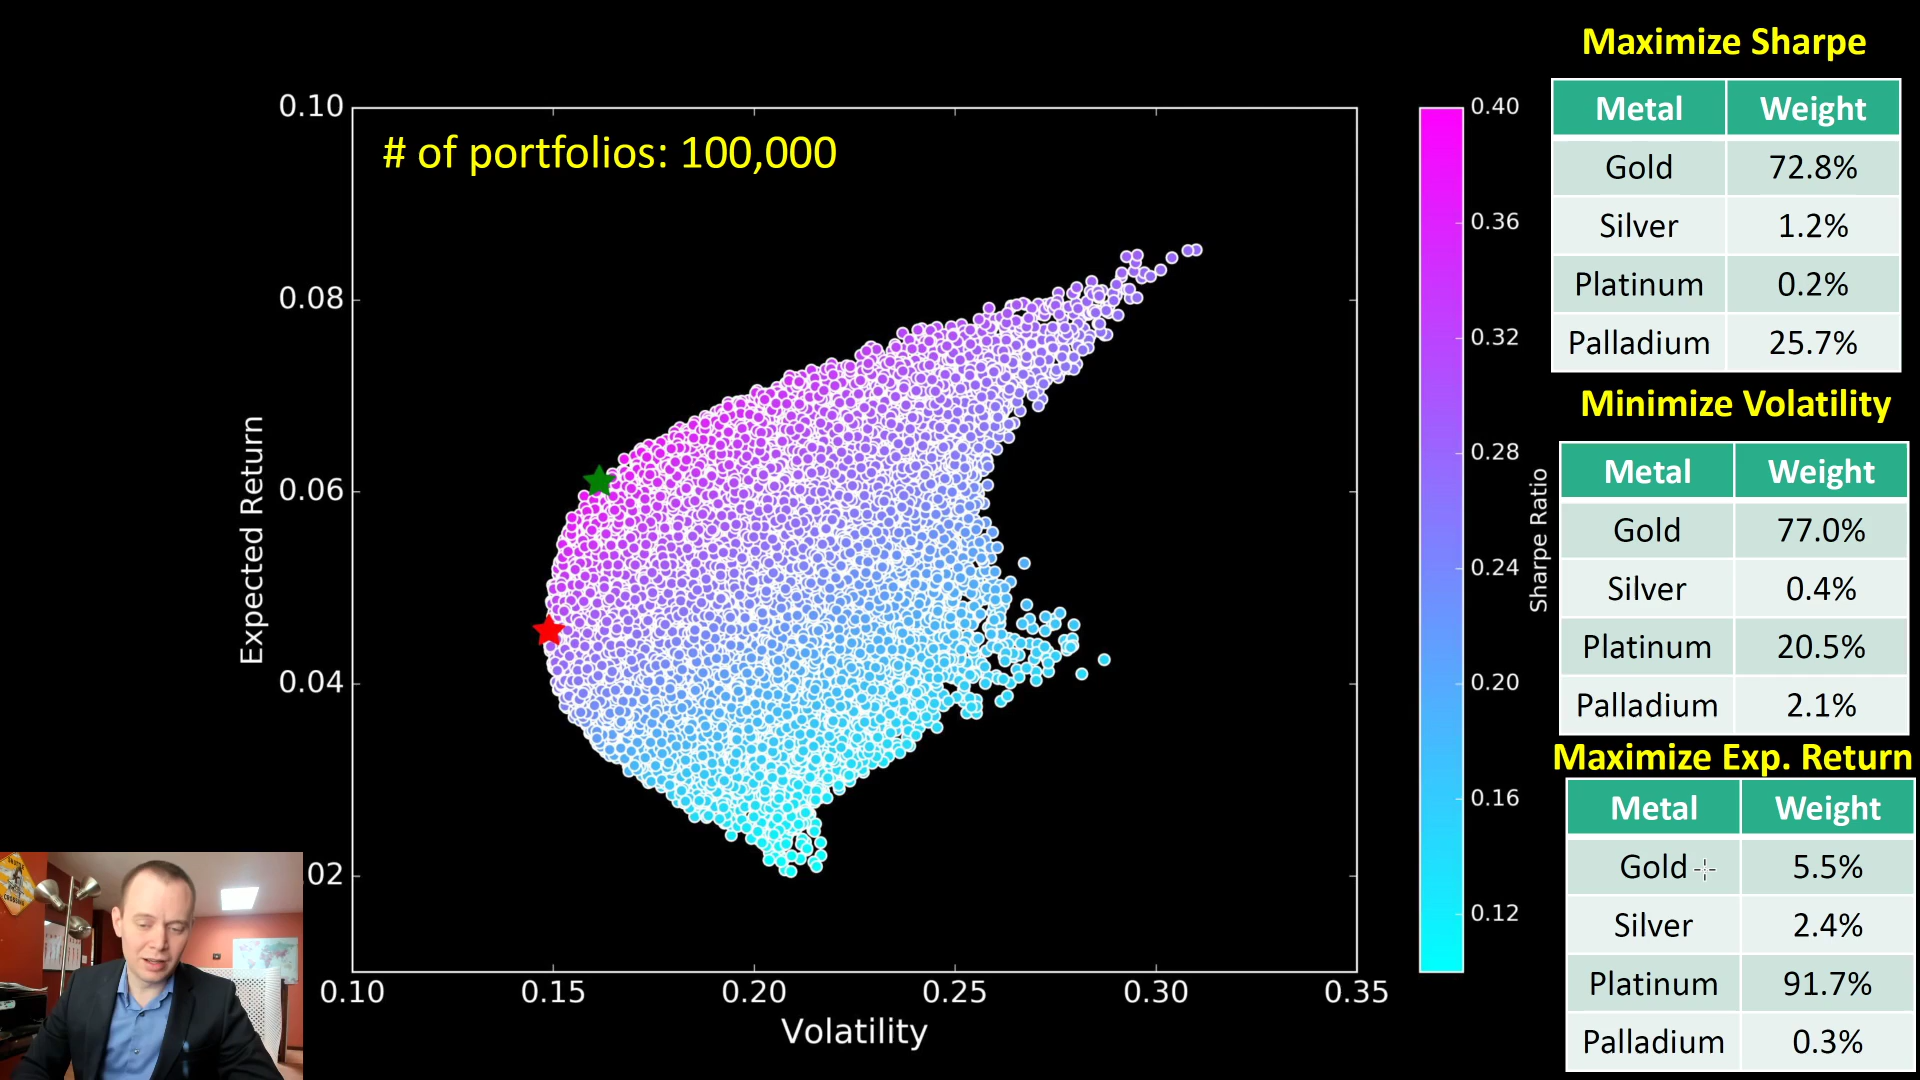 Maximize Sharpe
Metal Weight
Gold 72.8%
Silver 1.2%
Platinum 0.2%
Palladium 25.7%
Minimize Volatility
Metal Weight
Gold 77.0%
Silver 0.4%
Platinum 20.5%
Palladium 2.1%
Maximize Exp. Return
Metal Weight
Gold 5.5%
Silver 2.4%
Platinum 91.7%
Palladium 0.3%
# of portfolios: 100,000
Expected Return
0.10
0.08
0.06
0.04
02
0.10 0.15 0.20 0.25 0.30 0.35
Volatility
0.40
0.36
0.32
0.28
0.24
0.20
0.16
0.12
Sharpe Ratio